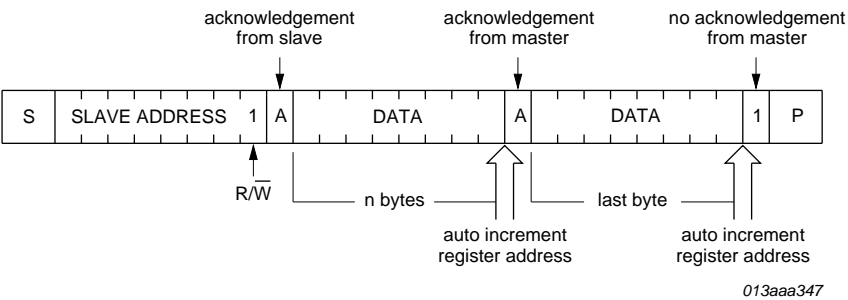 acknowledgement
from slave
acknowledgement
from master
no acknowledgement
from master
S SLAVE ADDRESS 1 A DATA A DATA 1 P
R/W̅
n bytes
last byte
auto increment
register address
auto increment
register address
013aaa347